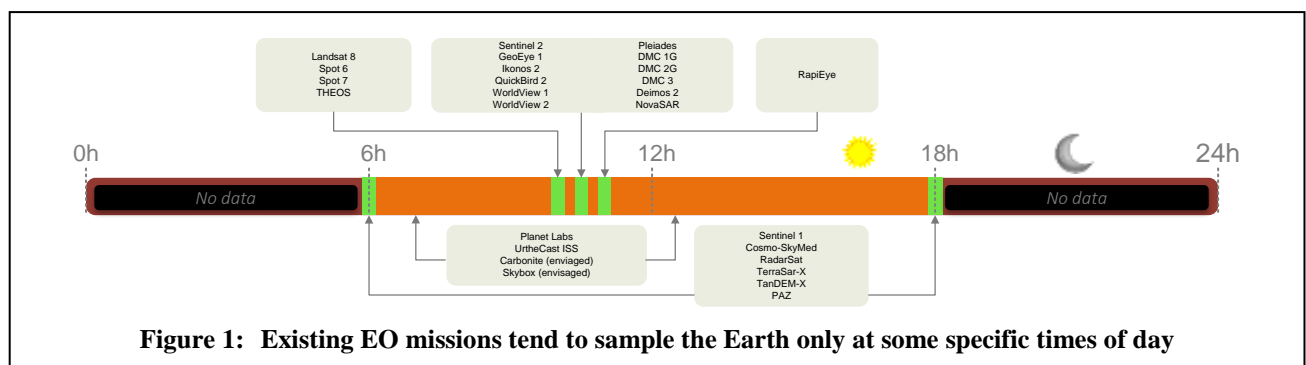 Landsat 8
Spot 6
Spot 7
THEOS
Sentinel 2
GeoEye 1
Ikonos 2
QuickBird 2
WorldView 1
WorldView 2
Pleiades
DMC 1G
DMC 2G
DMC 3
Deimos 2
NovaSAR
RapiEye
0h
6h
12h
18h
24h
No data
No data
Planet Labs
UrtheCast ISS
Carbonite (enviaged)
Skybox (envisaged)
Sentinel 1
Cosmo-SkyMed
RadarSat
TerraSar-X
TanDEM-X
PAZ
Figure 1: Existing EO missions tend to sample the Earth only at some specific times of day